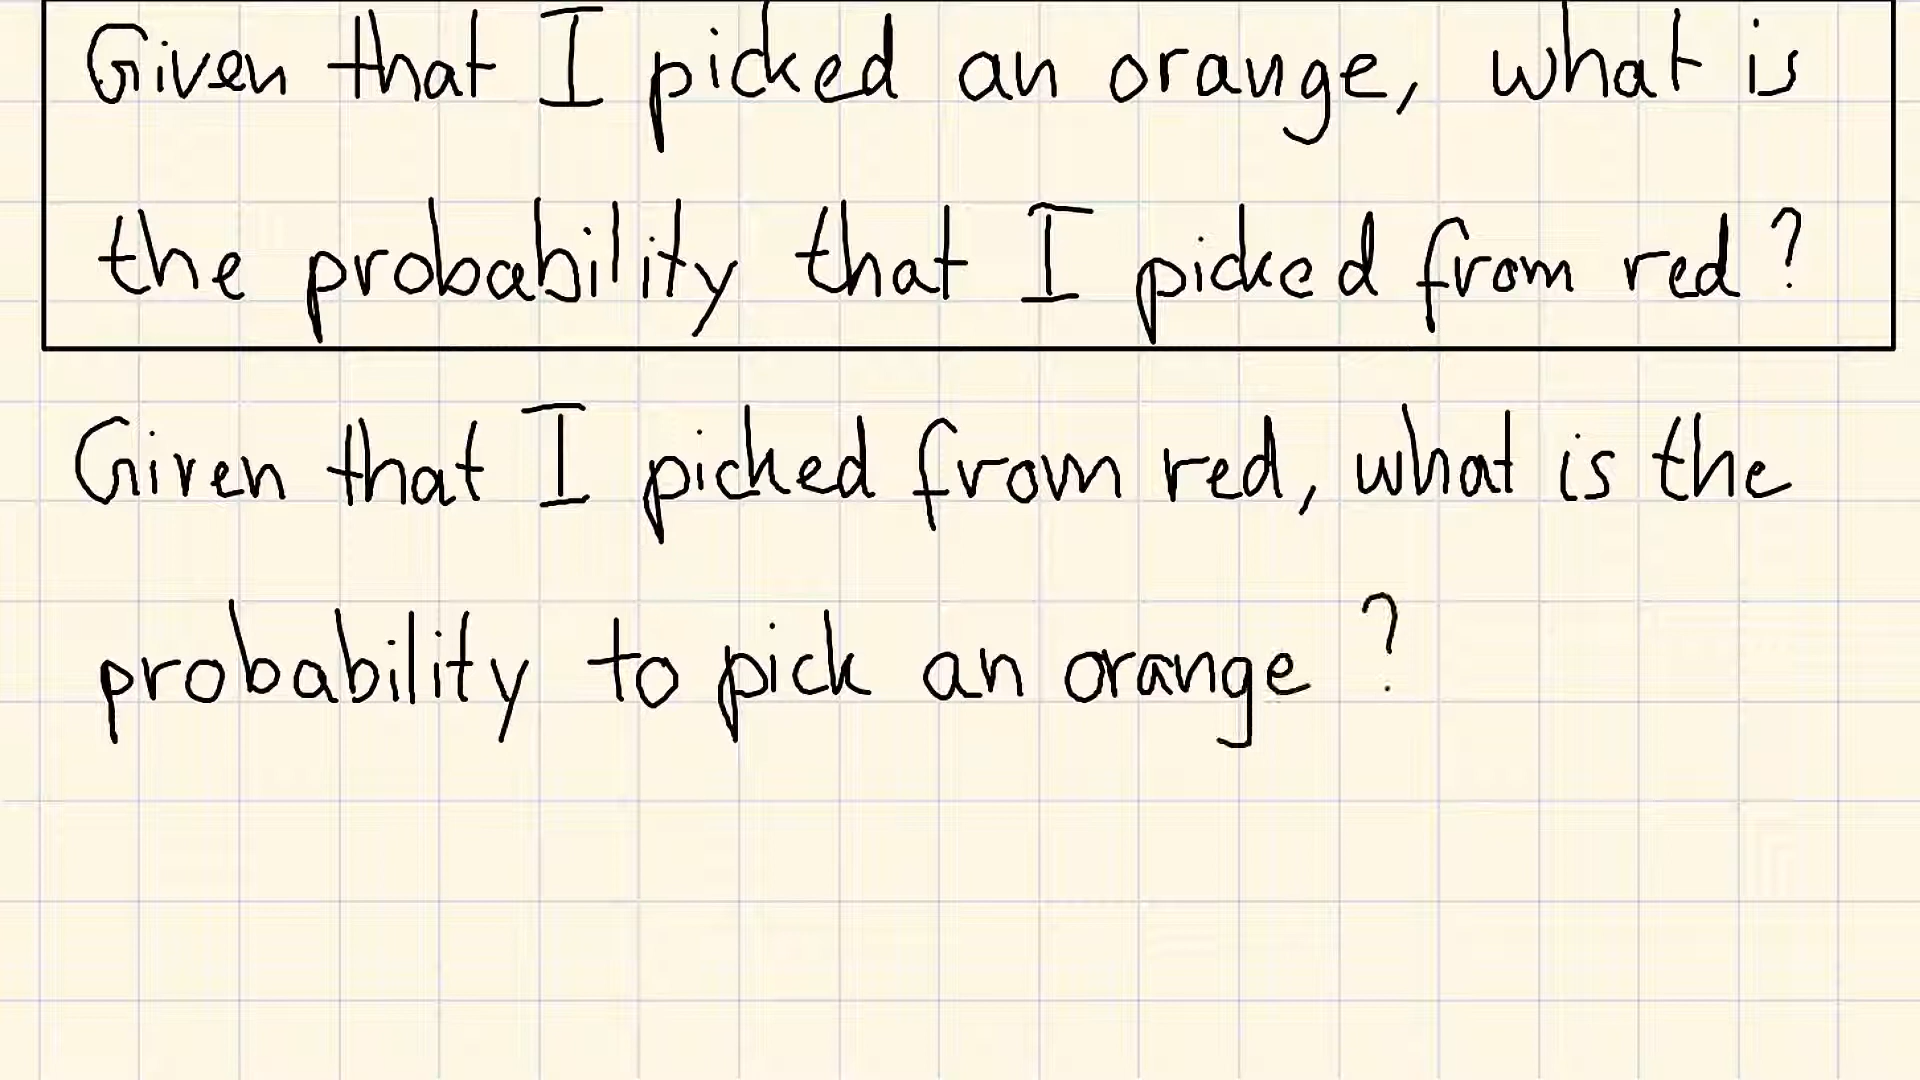 Given that I picked an orange, what is
the probability that I picked from red?
Given that I picked from red, what is the
probability to pick an orange?